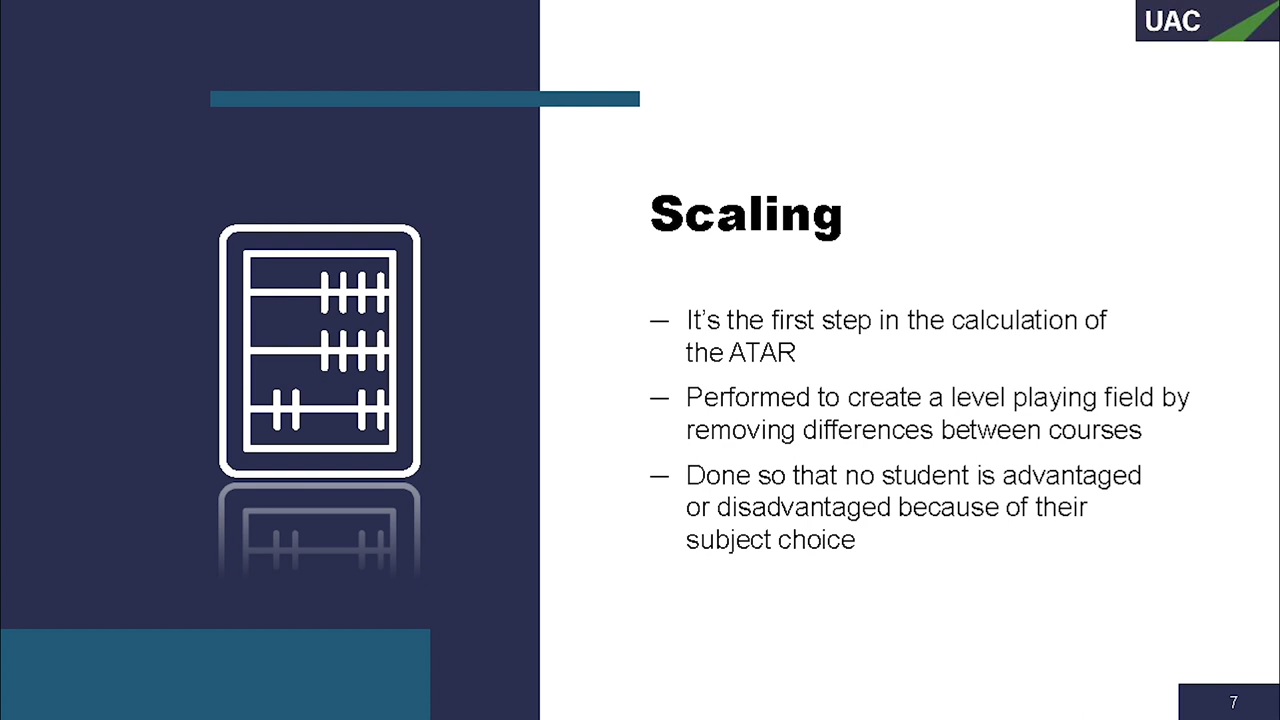 UAC
Scaling
— It’s the first step in the calculation of
the ATAR
— Performed to create a level playing field by
removing differences between courses
— Done so that no student is advantaged
or disadvantaged because of their
subject choice
7